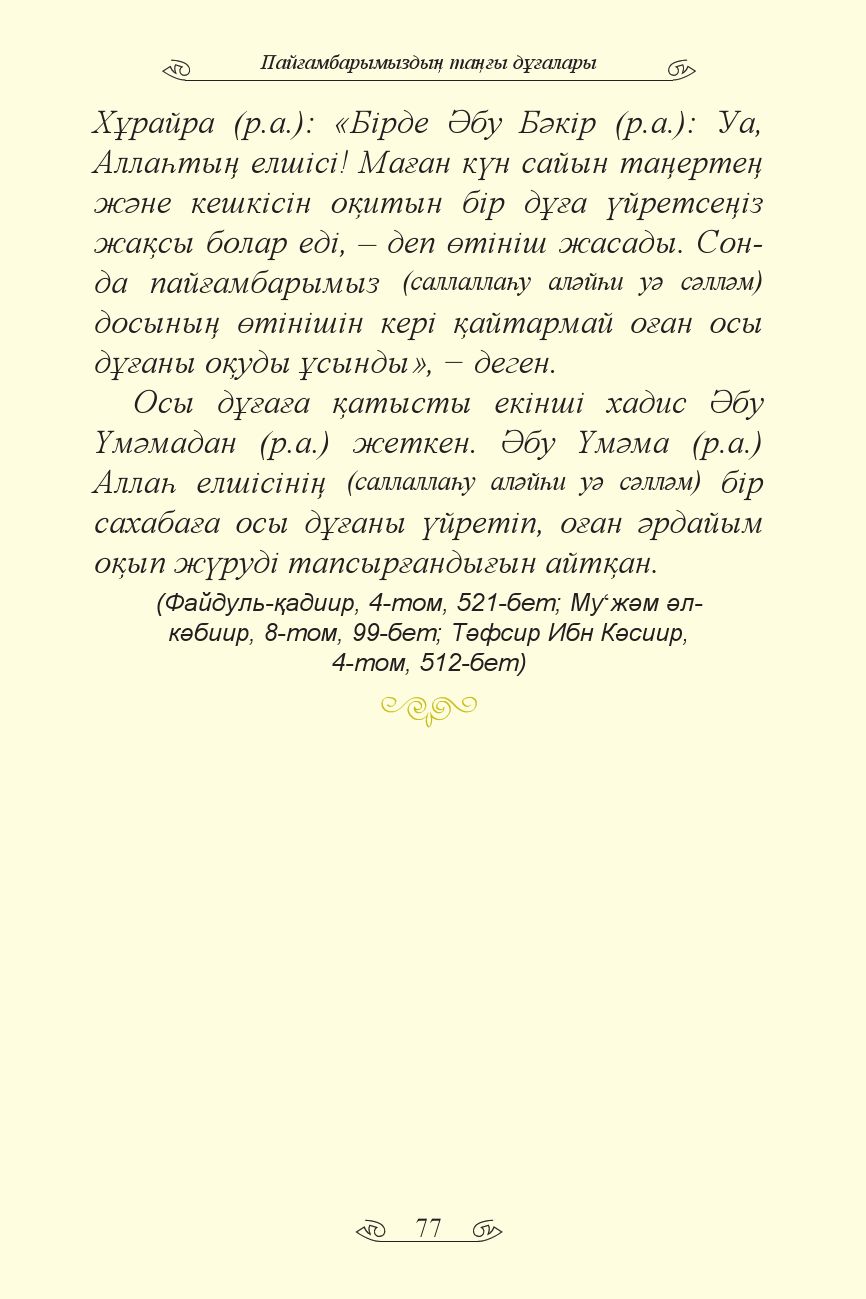 Пайғамбарымыздың таңғы дұғалары
Хұрайра (р.а.): «Бірде Әбу Бәкір (р.а.): Уа,
Аллаһтың елшісі! Маған күн сайын таңертең
және кешкісін оқитын бір дұға үйретсеңіз
жақсы болар еді, – деп өтініш жасады. Сон-
да пайғамбарымыз (саллаллаһу аләйһи уә сәлләм)
досының өтінішін кері қайтармай оған осы
дұғаны оқуды ұсынды», – деген.
Осы дұғаға қатысты екінші хадис Әбу
Үмәмадан (р.а.) жеткен. Әбу Үмәма (р.а.)
Аллаһ елшісінің (саллаллаһу аләйһи уә сәлләм) бір
сахабаға осы дұғаны үйретіп, оған әрдайым
оқып жүруді тапсырғандығын айтқан.
(Файдуль-қадиир, 4-том, 521-бет; Му‘жәм әл-
кәбиир, 8-том, 99-бет; Тәфсир Ибн Кәсиир,
4-том, 512-бет)
77